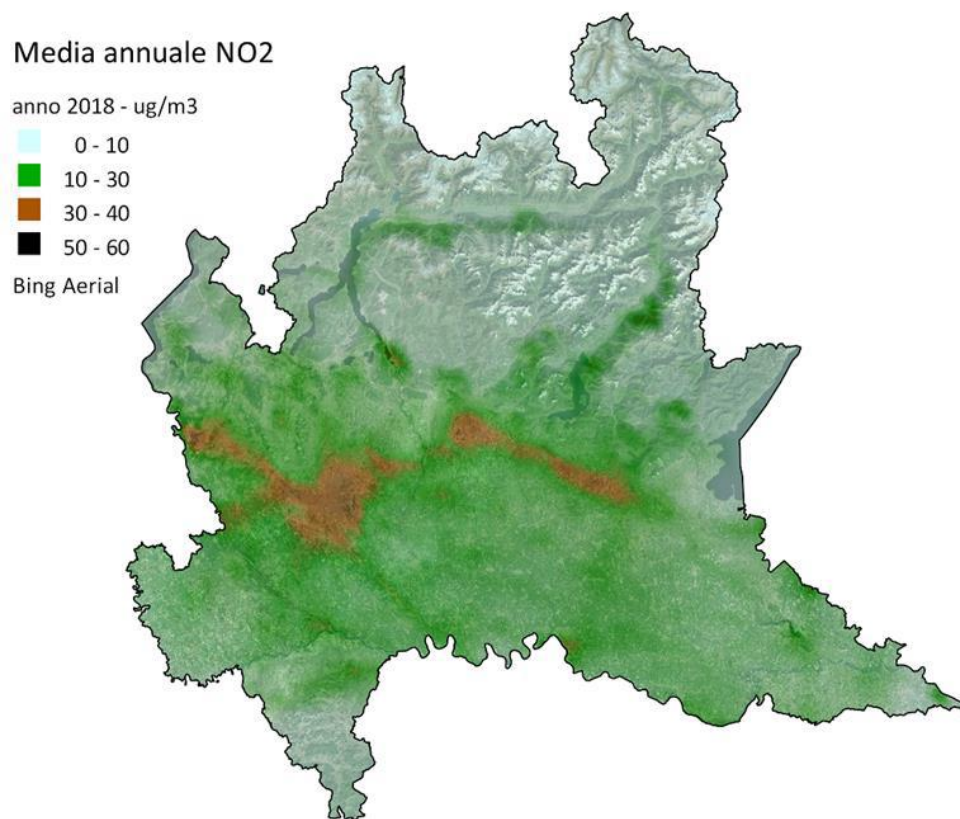 Media annuale NO2
anno 2018 - ug/m3
0 - 10
10 - 30
30 - 40
50 - 60
Bing Aerial